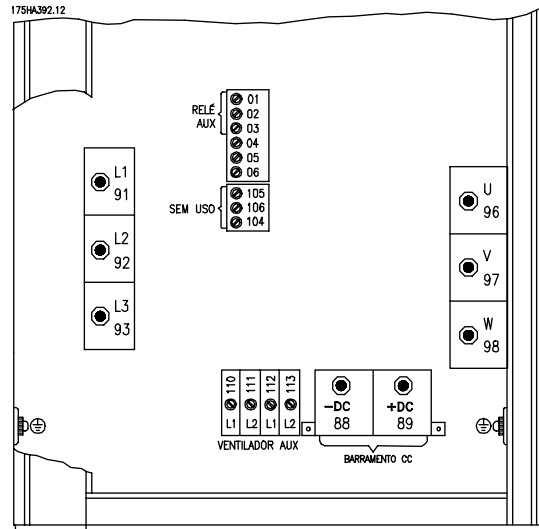 175HA392.12
RELÉ
AUX
01
02
03
04
05
06
SEM USO
105
106
104
L1
91
L2
92
L3
93
U
96
V
97
W
98
110 111 112 113
L1 L2 L1 L2
VENTILADOR AUX
-DC +DC
88 89
BARRAMENTO CC